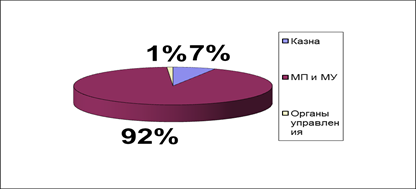 1% 7%
92%
Казна
МП и МУ
Органы
управлен
ия